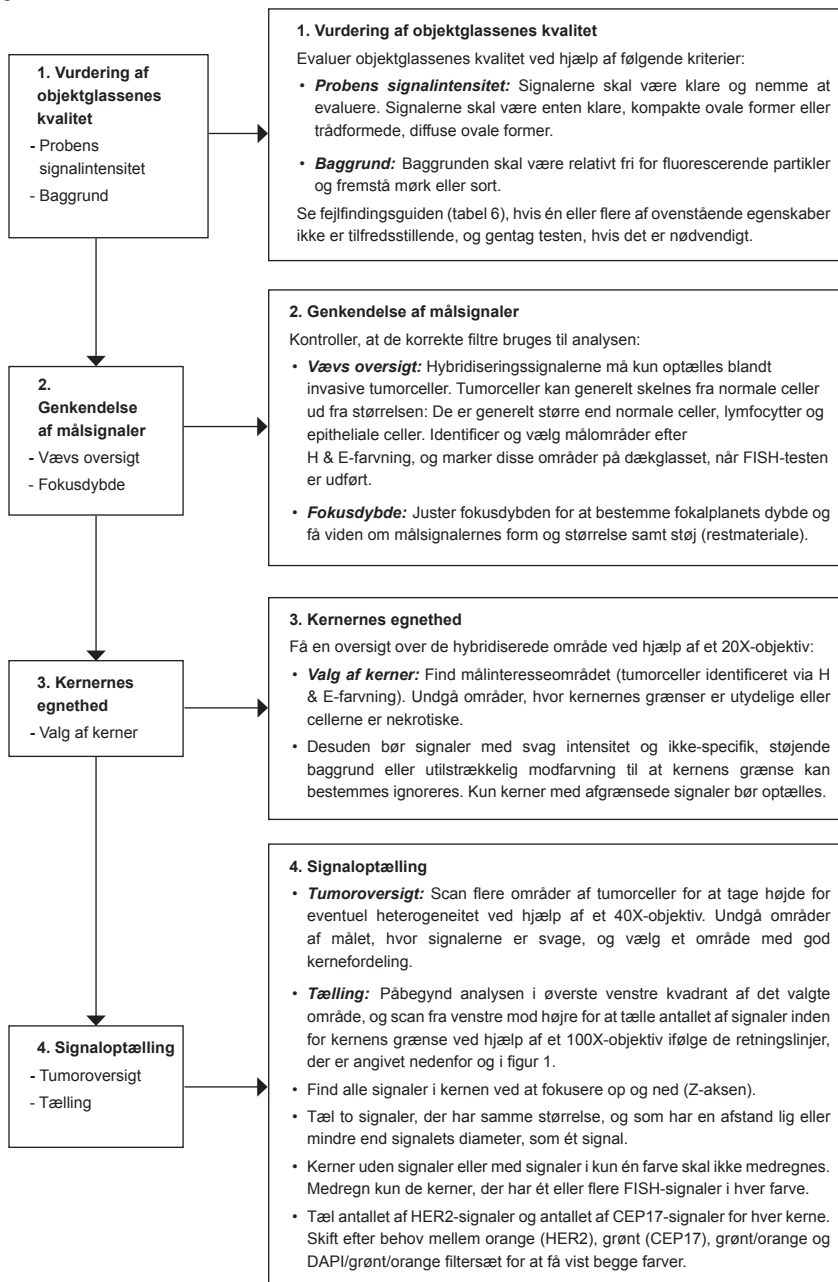 1. Vurdering af
objektglassenes
kvalitet
- Probens
signalintensitet
- Baggrund
1. Vurdering af objektglassenes kvalitet
Evaluer objektglassenes kvalitet ved hjælp af følgende kriterier:
• Probens signalintensitet: Signalerne skal være klare og nemme at
evaluere. Signalerne skal være enten klare, kompakte ovale former eller
trådformede, diffuse ovale former.
• Baggrund: Baggrunden skal være relativt fri for fluorescerende partikler
og fremstå mørk eller sort.
Se fejlfindingsguiden (tabel 6), hvis én eller flere af ovenstående egenskaber
ikke er tilfredsstillende, og gentag testen, hvis det er nødvendigt.
2.
Genkendelse
af målsignaler
- Vævs oversigt
- Fokusdybde
2. Genkendelse af målsignaler
Kontroller, at de korrekte filtre bruges til analysen:
• Vævs oversigt: Hybridiseringssignalerne må kun optælles blandt
invasive tumorceller. Tumorceller kan generelt skelnes fra normale celler
ud fra størrelsen: De er generelt større end normale celler, lymfocytter og
epitheliale celler. Identificer og vælg målområder efter
H & E-farvning, og marker disse områder på dækglasset, når FISH-testen
er udført.
• Fokusdybde: Juster fokusdybden for at bestemme fokalplanets dybde og
få viden om målsignalernes form og størrelse samt støj (restmateriale).
3. Kernernes
egnethed
- Valg af kerner
3. Kernernes egnethed
Få en oversigt over de hybridiserede område ved hjælp af et 20X-objektiv:
• Valg af kerner: Find målinteresseområdet (tumorceller identificeret via H
& E-farvning). Undgå områder, hvor kernernes grænser er utydelige eller
cellerne er nekrotiske.
• Desuden bør signaler med svag intensitet og ikke-specifik, støjende
baggrund eller utilstrækkelig modfarvning til at kernens grænse kan
bestemmes ignoreres. Kun kerner med afgrænsede signaler bør optælles.
4. Signaloptælling
- Tumoroversigt
- Tælling
4. Signaloptælling
• Tumoroversigt: Scan flere områder af tumorceller for at tage højde for
eventuel heterogeneitet ved hjælp af et 40X-objektiv. Undgå områder
af målet, hvor signalerne er svage, og vælg et område med god
kernefordeling.
• Tælling: Påbegynd analysen i øverste venstre kvadrant af det valgte
område, og scan fra venstre mod højre for at tælle antallet af signaler inden
for kernens grænse ved hjælp af et 100X-objektiv ifølge de retningslinjer,
der er angivet nedenfor og i figur 1.
• Find alle signaler i kernen ved at fokusere op og ned (Z-aksen).
• Tæl to signaler, der har samme størrelse, og som har en afstand lig eller
mindre end signalets diameter, som ét signal.
• Kerner uden signaler eller med signaler i kun én farve skal ikke medregnes.
Medregn kun de kerner, der har ét eller flere FISH-signaler i hver farve.
• Tæl antallet af HER2-signaler og antallet af CEP17-signaler for hver kerne.
Skift efter behov mellem orange (HER2), grønt (CEP17), grønt/orange og
DAPI/grønt/orange filtersæt for at få vist begge farver.